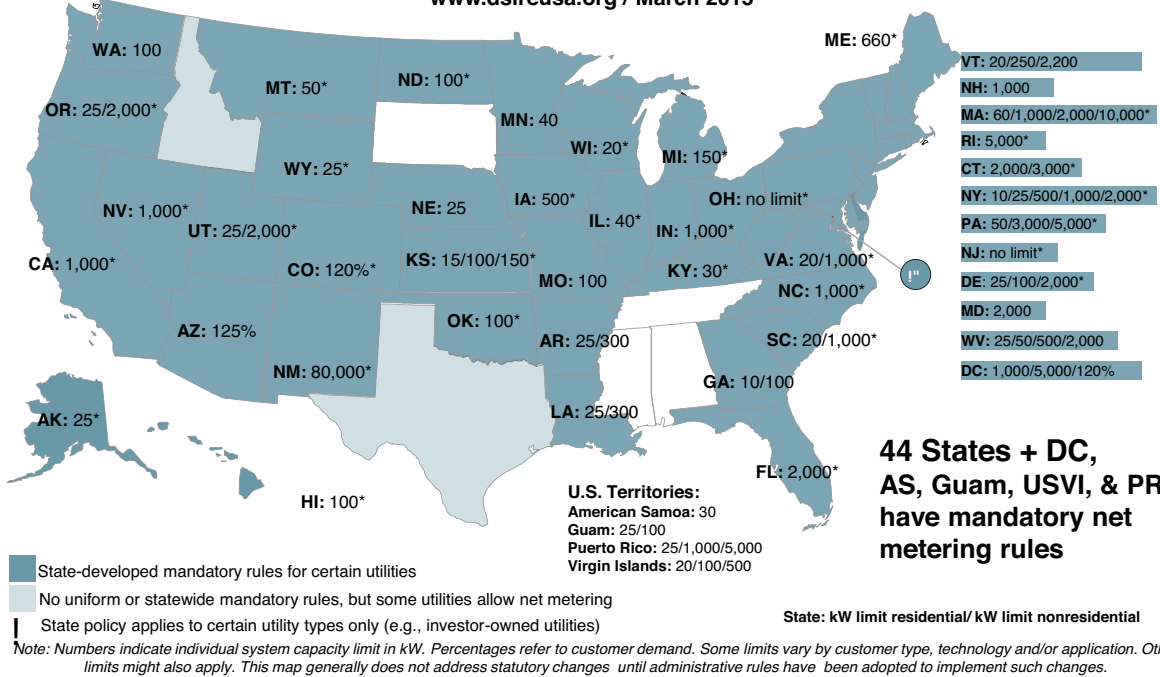 www.dsireusa.org / March 2015
WA: 100
OR: 25/2,000*
MT: 50*
ND: 100*
MN: 40
WI: 20*
MI: 150*
ME: 660*
WY: 25*
NV: 1,000*
UT: 25/2,000*
CA: 1,000*
CO: 120%*
NE: 25
KS: 15/100/150*
IA: 500*
IL: 40*
IN: 1,000*
OH: no limit*
MO: 100
KY: 30*
VA: 20/1,000*
NC: 1,000*
SC: 20/1,000*
AZ: 125%
NM: 80,000*
OK: 100*
AR: 25/300
LA: 25/300
GA: 10/100
FL: 2,000*
AK: 25*
HI: 100*
VT: 20/250/2,200
NH: 1,000
MA: 60/1,000/2,000/10,000*
RI: 5,000*
CT: 2,000/3,000*
NY: 10/25/500/1,000/2,000*
PA: 50/3,000/5,000*
NJ: no limit*
DE: 25/100/2,000*
MD: 2,000
WV: 25/50/500/2,000
DC: 1,000/5,000/120%
!"
44 States + DC,
AS, Guam, USVI, & PR
have mandatory net
metering rules
U.S. Territories:
American Samoa: 30
Guam: 25/100
Puerto Rico: 25/1,000/5,000
Virgin Islands: 20/100/500
State-developed mandatory rules for certain utilities
No uniform or statewide mandatory rules, but some utilities allow net metering
! State policy applies to certain utility types only (e.g., investor-owned utilities)
State: kW limit residential/ kW limit nonresidential
Note: Numbers indicate individual system capacity limit in kW. Percentages refer to customer demand. Some limits vary by customer type, technology and/or application.
limits might also apply. This map generally does not address statutory changes until administrative rules have been adopted to implement such changes.